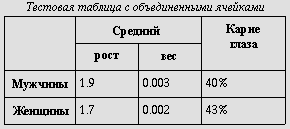 Тестовая таблица с объединенными ячейками
Средний Карие глаза
рост вес
Мужчины 1.9 0.003 40%
Женщины 1.7 0.002 43%